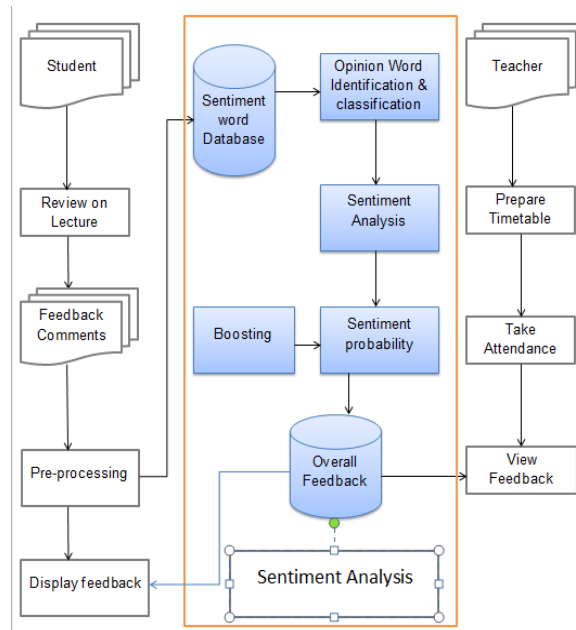 Student
Review on
Lecture
Feedback
Comments
Pre-processing
Display feedback
Sentiment
word
Database
Opinion Word
Identification &
classification
Sentiment
Analysis
Boosting
Sentiment
probability
Overall
Feedback
Sentiment Analysis
Teacher
Prepare
Timetable
Take
Attendance
View
Feedback